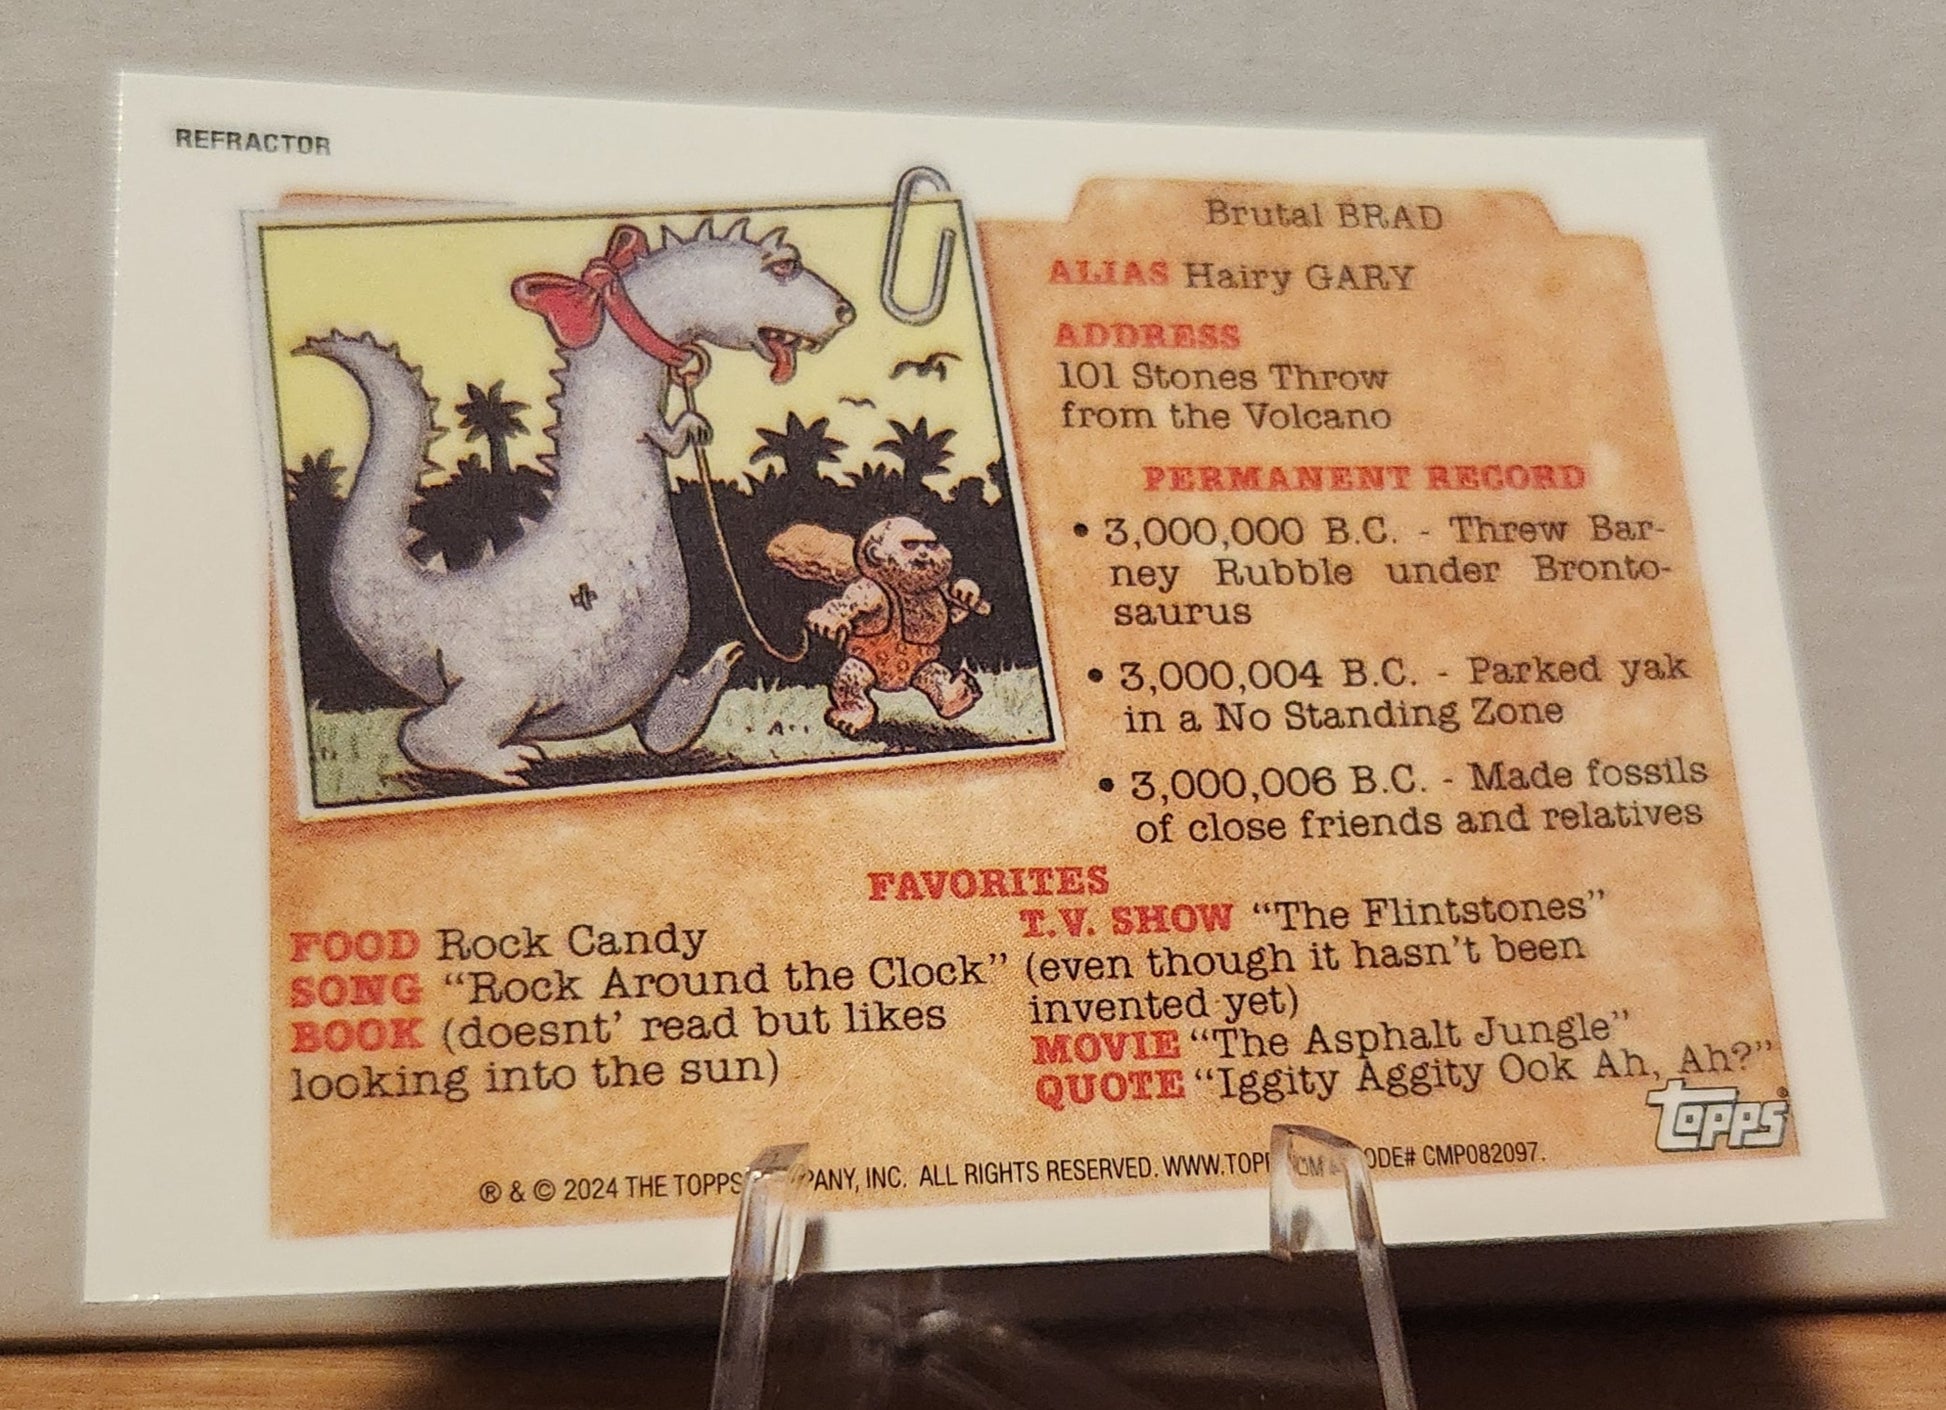 REFRACTOR
Brutal BRAD
ALIAS Hairy GARY
ADDRESS
101 Stones Throw
from the Volcano
PERMANENT RECORD
• 3,000,000 B.C. - Threw Bar-
ney Rubble under Bronto-
saurus
• 3,000,004 B.C. - Parked yak
in a No Standing Zone
• 3,000,006 B.C. - Made fossils
of close friends and relatives
FAVORITES
FOOD Rock Candy
SONG “Rock Around the Clock”
BOOK (doesnt’ read but likes
looking into the sun)
T.V. SHOW “The Flintstones”
(even though it hasn’t been
invented yet)
MOVIE “The Asphalt Jungle”
QUOTE “Iggity Aggity Ook Ah, Ah?”
Topps
® & © 2024 THE TOPPS PANY, INC. ALL RIGHTS RESERVED. WWW.TOPP OM ODE# CMP082097.